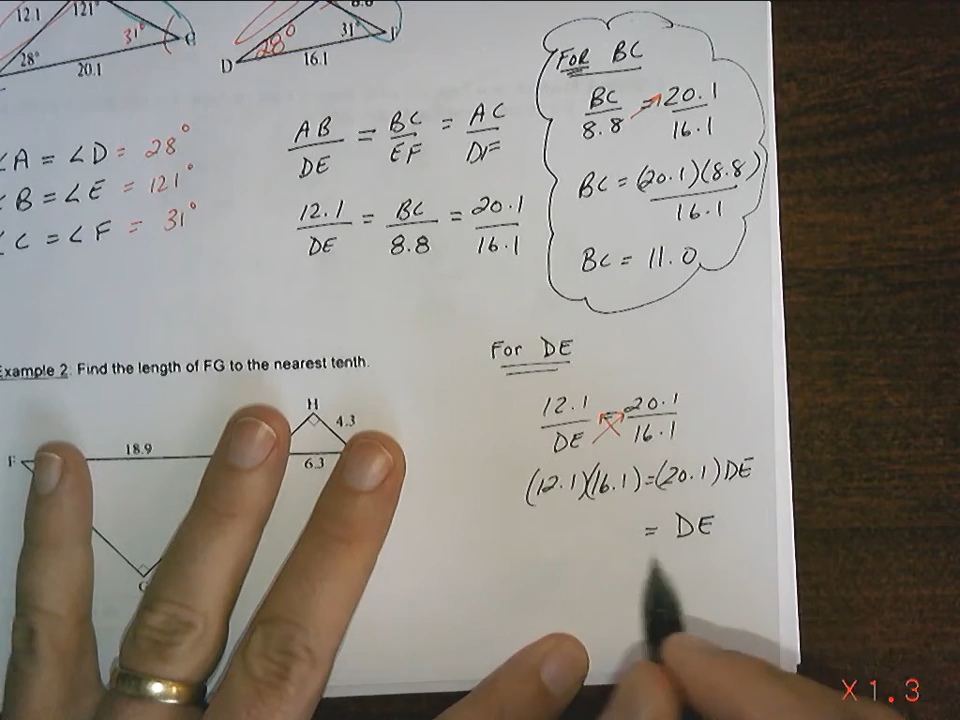 12.1 121° 31°
28° 20.1
8.8
28° 31°
D 16.1
For BC
BC/8.8 = 20.1/16.1
BC = (20.1)(8.8)/16.1
BC = 11.0
∠A = ∠D = 28°
∠B = ∠E = 121°
∠C = ∠F = 31°
AB/DE = BC/EF = AC/DF
12.1/DE = BC/8.8 = 20.1/16.1
Example 2: Find the length of FG to the nearest tenth.
H
4.3
F 18.9
6.3
For DE
12.1/DE = 20.1/16.1
(12.1)(16.1)=(20.1)DE
= DE
X1.3